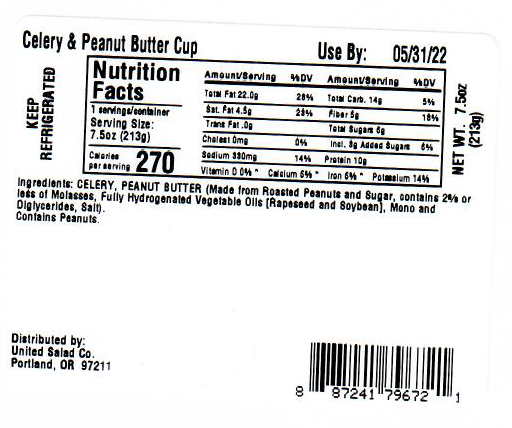 Celery & Peanut Butter Cup
Use By: 05/31/22
KEEP
REFRIGERATED
Nutrition
Facts
1 servings/container
Serving Size:
7.5oz (213g)
Calories
per serving 270
Amount/Serving %DV Amount/Serving %DV
Total Fat 22.0g 28% Total Carb. 14g 5%
Sat. Fat 4.5g 23% Fiber 5g 18%
Trans Fat .0g Total Sugars 6g
Cholest 0mg 0% Incl. 3g Added Sugars 6%
Sodium 330mg 14% Protein 10g
Vitamin D 0% * Calcium 6% * Iron 6% * Potassium 14%
NET WT. 7.5oz
(213g)
Ingredients: CELERY, PEANUT BUTTER (Made from Roasted Peanuts and Sugar, contains 2% or
less of Molasses, Fully Hydrogenated Vegetable Oils [Rapeseed and Soybean], Mono and
Diglycerides, Salt).
Contains Peanuts.
Distributed by:
United Salad Co.
Portland, OR 97211
8 87241 79672 1